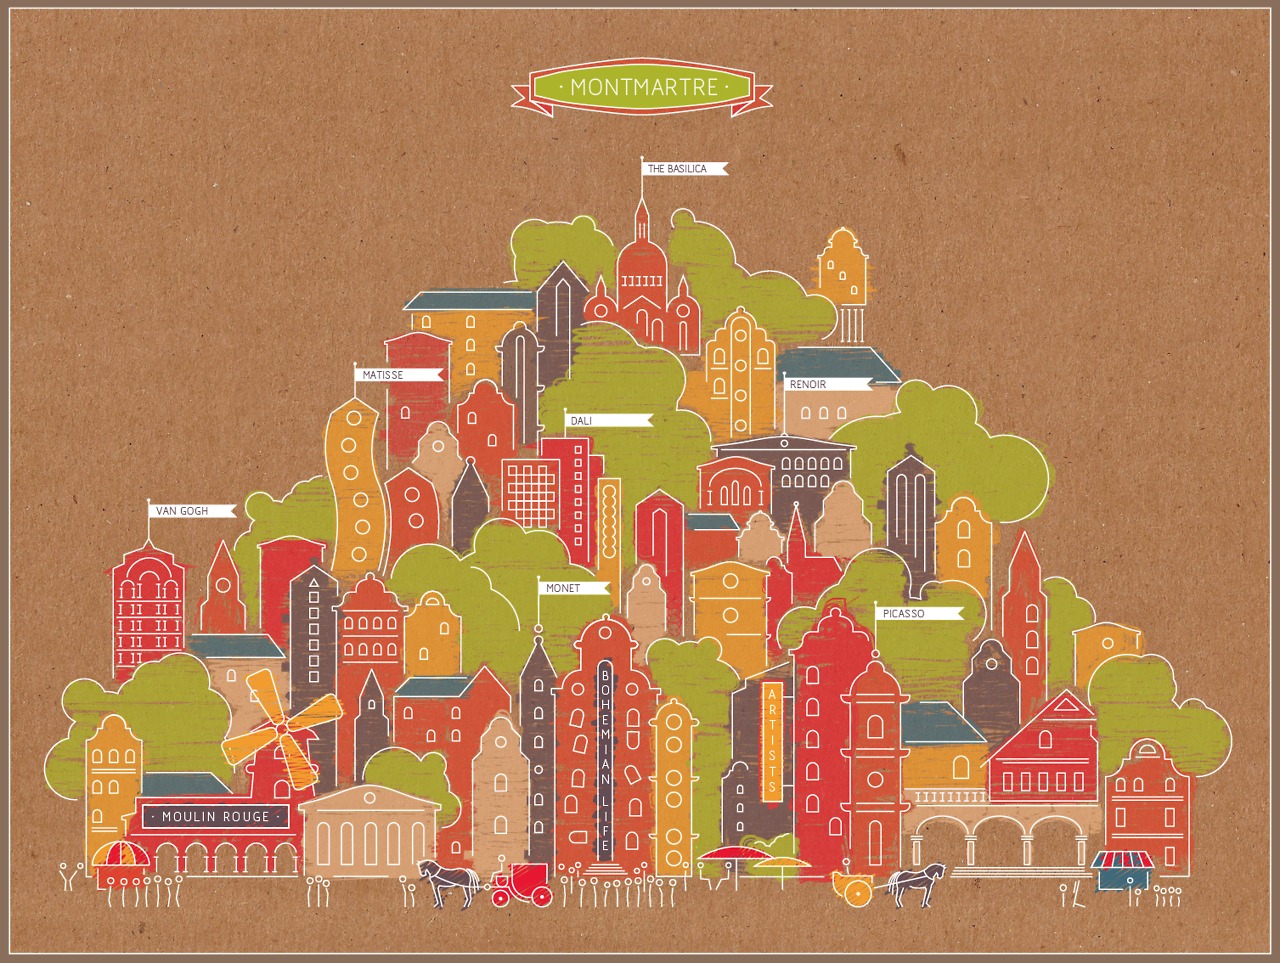 · MONTMARTRE ·
THE BASILICA
MATISSE
RENOIR
DALI
VAN GOGH
MONET
PICASSO
BOHEMIAN LIFE
ARTISTS
· MOULIN ROUGE ·